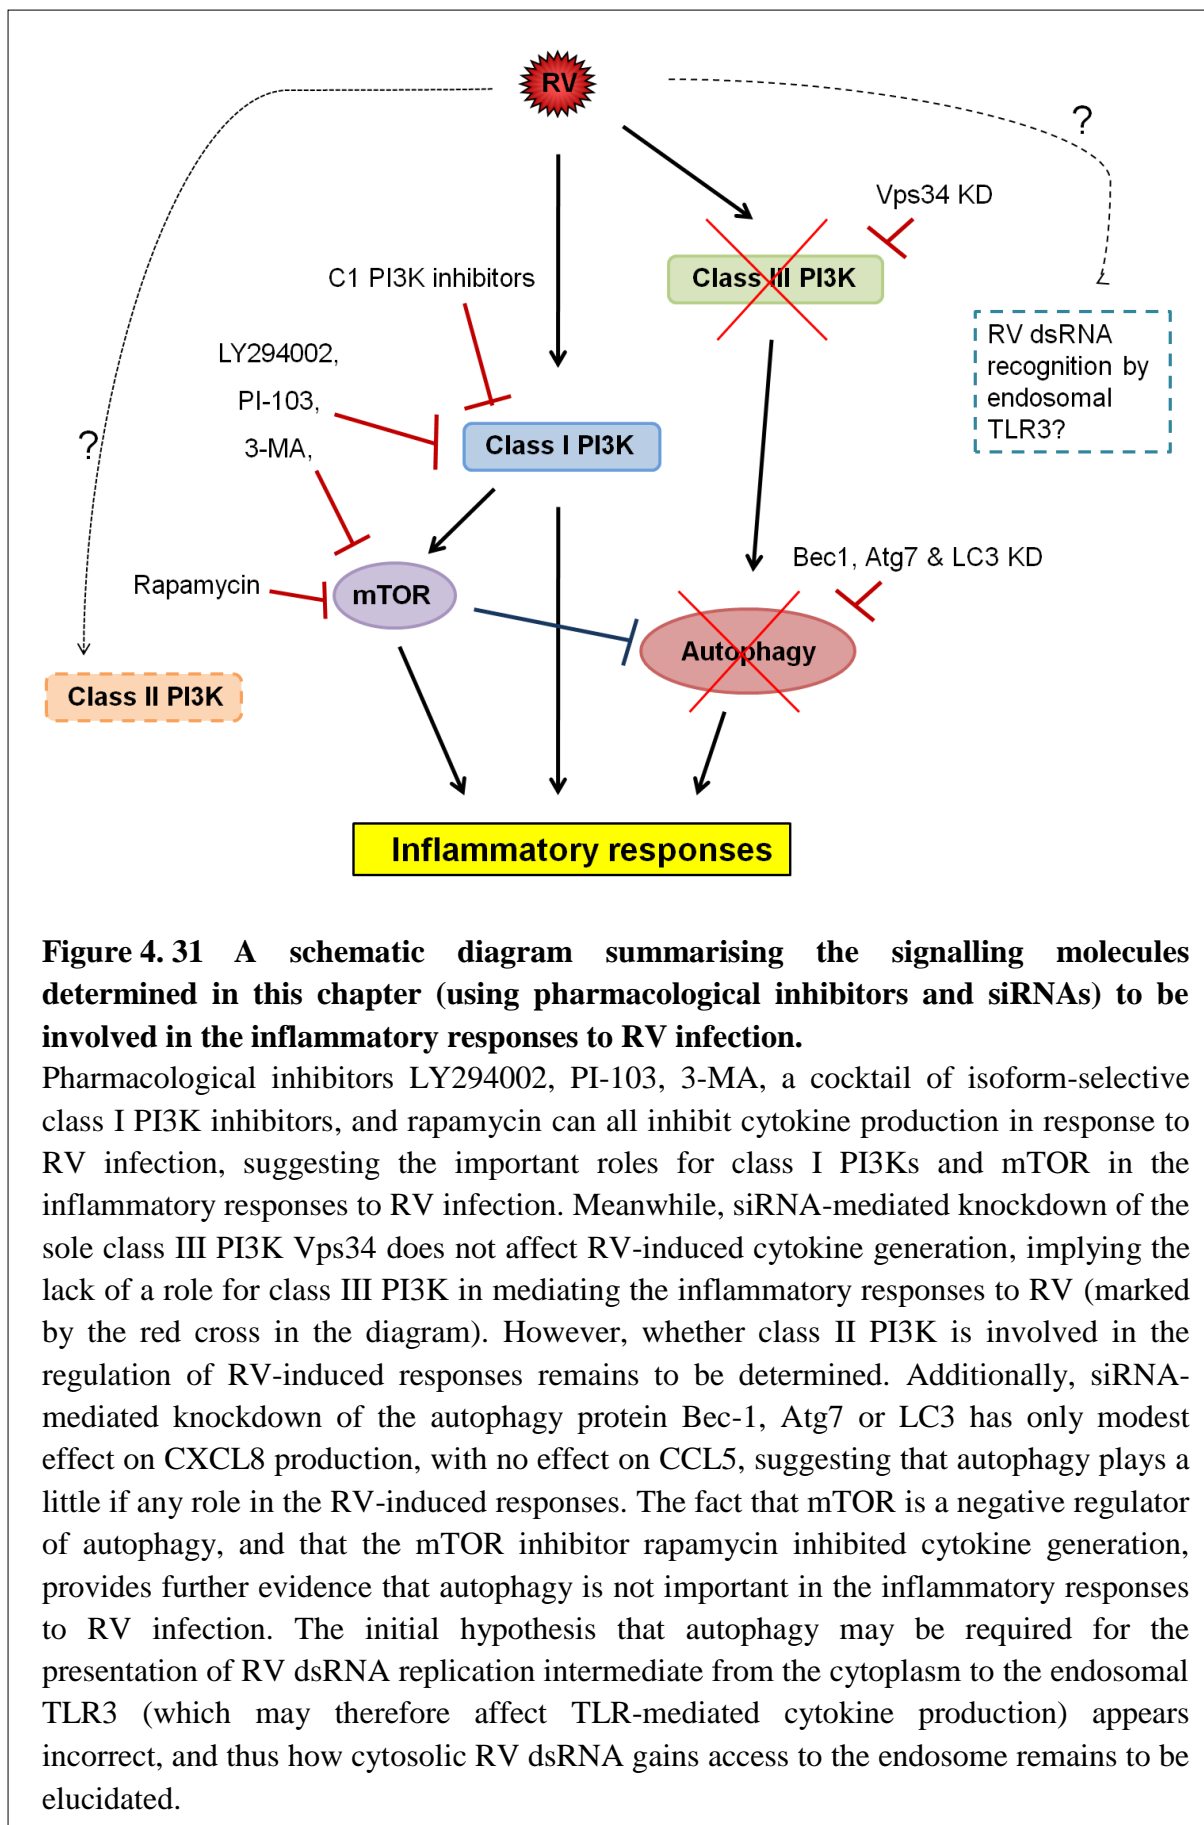 RV
?
?
Vps34 KD
Class III PI3K
C1 PI3K inhibitors
RV dsRNA
recognition by
endosomal
TLR3?
LY294002,
PI-103,
3-MA,
Class I PI3K
Bec1, Atg7 & LC3 KD
Rapamycin
mTOR
Autophagy
Class II PI3K
Inflammatory responses
Figure 4. 31 A schematic diagram summarising the signalling molecules
determined in this chapter (using pharmacological inhibitors and siRNAs) to be
involved in the inflammatory responses to RV infection.
Pharmacological inhibitors LY294002, PI-103, 3-MA, a cocktail of isoform-selective
class I PI3K inhibitors, and rapamycin can all inhibit cytokine production in response to
RV infection, suggesting the important roles for class I PI3Ks and mTOR in the
inflammatory responses to RV infection. Meanwhile, siRNA-mediated knockdown of the
sole class III PI3K Vps34 does not affect RV-induced cytokine generation, implying the
lack of a role for class III PI3K in mediating the inflammatory responses to RV (marked
by the red cross in the diagram). However, whether class II PI3K is involved in the
regulation of RV-induced responses remains to be determined. Additionally, siRNA-
mediated knockdown of the autophagy protein Bec-1, Atg7 or LC3 has only modest
effect on CXCL8 production, with no effect on CCL5, suggesting that autophagy plays a
little if any role in the RV-induced responses. The fact that mTOR is a negative regulator
of autophagy, and that the mTOR inhibitor rapamycin inhibited cytokine generation,
provides further evidence that autophagy is not important in the inflammatory responses
to RV infection. The initial hypothesis that autophagy may be required for the
presentation of RV dsRNA replication intermediate from the cytoplasm to the endosomal
TLR3 (which may therefore affect TLR-mediated cytokine production) appears
incorrect, and thus how cytosolic RV dsRNA gains access to the endosome remains to be
elucidated.